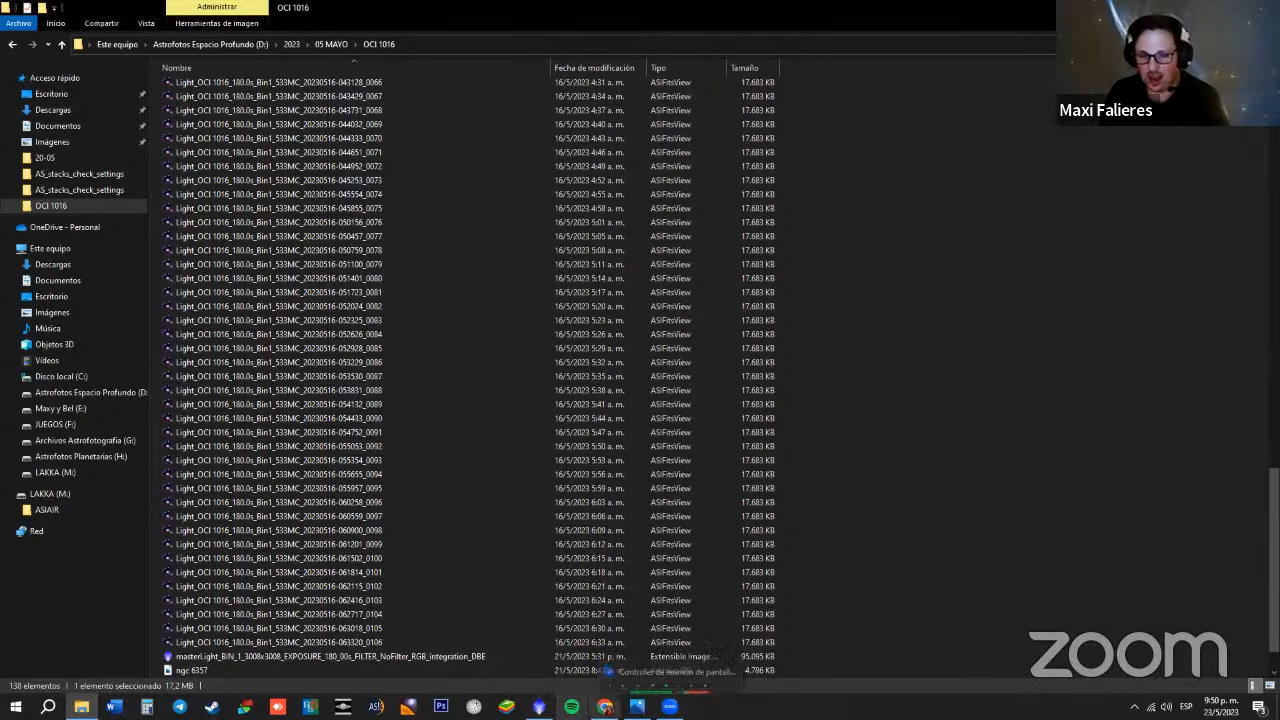 Administrar
OCI 1016
Archivo
Inicio
Compartir
Vista
Herramientas de imagen
Este equipo
Astrofotos Espacio Profundo (D:)
2023
05 MAYO
OCI 1016
Nombre
Fecha de modificación
Tipo
Tamaño
Acceso rápido
Escritorio
Descargas
Documentos
Imágenes
20-05
AS_stacks_check_settings
AS_stacks_check_settings
OCI 1016
OneDrive - Personal
Este equipo
Descargas
Documentos
Escritorio
Imágenes
Música
Objetos 3D
Vídeos
Disco local (C:)
Astrofotos Espacio Profundo (D:
Maxy y Bel (E:)
JUEGOS (F:)
Archivos Astrofotografia (G:)
Astrofotos Planetarias (H:)
LAKKA (M:)
LAKKA (M:)
ASIAIR
Red
Light_OCI 1016_180.0s_Bin1_533MC_20230516-043128_0066 16/5/2023 4:31 a. m. ASIFitsView 17.683 KB
Light_OCI 1016_180.0s_Bin1_533MC_20230516-043429_0067 16/5/2023 4:34 a. m. ASIFitsView 17.683 KB
Light_OCI 1016_180.0s_Bin1_533MC_20230516-043731_0068 16/5/2023 4:37 a. m. ASIFitsView 17.683 KB
Light_OCI 1016_180.0s_Bin1_533MC_20230516-044032_0069 16/5/2023 4:40 a. m. ASIFitsView 17.683 KB
Light_OCI 1016_180.0s_Bin1_533MC_20230516-044333_0070 16/5/2023 4:43 a. m. ASIFitsView 17.683 KB
Light_OCI 1016_180.0s_Bin1_533MC_20230516-044651_0071 16/5/2023 4:46 a. m. ASIFitsView 17.683 KB
Light_OCI 1016_180.0s_Bin1_533MC_20230516-044952_0072 16/5/2023 4:49 a. m. ASIFitsView 17.683 KB
Light_OCI 1016_180.0s_Bin1_533MC_20230516-045253_0073 16/5/2023 4:52 a. m. ASIFitsView 17.683 KB
Light_OCI 1016_180.0s_Bin1_533MC_20230516-045554_0074 16/5/2023 4:55 a. m. ASIFitsView 17.683 KB
Light_OCI 1016_180.0s_Bin1_533MC_20230516-045855_0075 16/5/2023 4:58 a. m. ASIFitsView 17.683 KB
Light_OCI 1016_180.0s_Bin1_533MC_20230516-050156_0076 16/5/2023 5:01 a. m. ASIFitsView 17.683 KB
Light_OCI 1016_180.0s_Bin1_533MC_20230516-050457_0077 16/5/2023 5:05 a. m. ASIFitsView 17.683 KB
Light_OCI 1016_180.0s_Bin1_533MC_20230516-050759_0078 16/5/2023 5:08 a. m. ASIFitsView 17.683 KB
Light_OCI 1016_180.0s_Bin1_533MC_20230516-051100_0079 16/5/2023 5:11 a. m. ASIFitsView 17.683 KB
Light_OCI 1016_180.0s_Bin1_533MC_20230516-051401_0080 16/5/2023 5:14 a. m. ASIFitsView 17.683 KB
Light_OCI 1016_180.0s_Bin1_533MC_20230516-051723_0081 16/5/2023 5:17 a. m. ASIFitsView 17.683 KB
Light_OCI 1016_180.0s_Bin1_533MC_20230516-052024_0082 16/5/2023 5:20 a. m. ASIFitsView 17.683 KB
Light_OCI 1016_180.0s_Bin1_533MC_20230516-052325_0083 16/5/2023 5:23 a. m. ASIFitsView 17.683 KB
Light_OCI 1016_180.0s_Bin1_533MC_20230516-052626_0084 16/5/2023 5:26 a. m. ASIFitsView 17.683 KB
Light_OCI 1016_180.0s_Bin1_533MC_20230516-052928_0085 16/5/2023 5:29 a. m. ASIFitsView 17.683 KB
Light_OCI 1016_180.0s_Bin1_533MC_20230516-053229_0086 16/5/2023 5:32 a. m. ASIFitsView 17.683 KB
Light_OCI 1016_180.0s_Bin1_533MC_20230516-053530_0087 16/5/2023 5:35 a. m. ASIFitsView 17.683 KB
Light_OCI 1016_180.0s_Bin1_533MC_20230516-053831_0088 16/5/2023 5:38 a. m. ASIFitsView 17.683 KB
Light_OCI 1016_180.0s_Bin1_533MC_20230516-054132_0089 16/5/2023 5:41 a. m. ASIFitsView 17.683 KB
Light_OCI 1016_180.0s_Bin1_533MC_20230516-054433_0090 16/5/2023 5:44 a. m. ASIFitsView 17.683 KB
Light_OCI 1016_180.0s_Bin1_533MC_20230516-054752_0091 16/5/2023 5:47 a. m. ASIFitsView 17.683 KB
Light_OCI 1016_180.0s_Bin1_533MC_20230516-055053_0092 16/5/2023 5:50 a. m. ASIFitsView 17.683 KB
Light_OCI 1016_180.0s_Bin1_533MC_20230516-055354_0093 16/5/2023 5:53 a. m. ASIFitsView 17.683 KB
Light_OCI 1016_180.0s_Bin1_533MC_20230516-055655_0094 16/5/2023 5:56 a. m. ASIFitsView 17.683 KB
Light_OCI 1016_180.0s_Bin1_533MC_20230516-055957_0095 16/5/2023 5:59 a. m. ASIFitsView 17.683 KB
Light_OCI 1016_180.0s_Bin1_533MC_20230516-060258_0096 16/5/2023 6:03 a. m. ASIFitsView 17.683 KB
Light_OCI 1016_180.0s_Bin1_533MC_20230516-060559_0097 16/5/2023 6:06 a. m. ASIFitsView 17.683 KB
Light_OCI 1016_180.0s_Bin1_533MC_20230516-060900_0098 16/5/2023 6:09 a. m. ASIFitsView 17.683 KB
Light_OCI 1016_180.0s_Bin1_533MC_20230516-061201_0099 16/5/2023 6:12 a. m. ASIFitsView 17.683 KB
Light_OCI 1016_180.0s_Bin1_533MC_20230516-061502_0100 16/5/2023 6:15 a. m. ASIFitsView 17.683 KB
Light_OCI 1016_180.0s_Bin1_533MC_20230516-061814_0101 16/5/2023 6:18 a. m. ASIFitsView 17.683 KB
Light_OCI 1016_180.0s_Bin1_533MC_20230516-062115_0102 16/5/2023 6:21 a. m. ASIFitsView 17.683 KB
Light_OCI 1016_180.0s_Bin1_533MC_20230516-062416_0103 16/5/2023 6:24 a. m. ASIFitsView 17.683 KB
Light_OCI 1016_180.0s_Bin1_533MC_20230516-062717_0104 16/5/2023 6:27 a. m. ASIFitsView 17.683 KB
Light_OCI 1016_180.0s_Bin1_533MC_20230516-063018_0105 16/5/2023 6:30 a. m. ASIFitsView 17.683 KB
Light_OCI 1016_180.0s_Bin1_533MC_20230516-063320_0106 16/5/2023 6:33 a. m. ASIFitsView 17.683 KB
masterLight_BIN_1_3008x3008_EXPOSURE_180_00s_FILTER_NoFilter_RGB_integration_DBE 21/5/2023 5:31 p. m. Extensible Image... 95.095 KB
ngc 6357 21/5/2023 4.786 KB
Controles de reunión de pantall...
138 elementos
1 elemento seleccionado 17,2 MB
Maxi Falieres
zoom
ESP
9:50 p. m.
23/5/2023